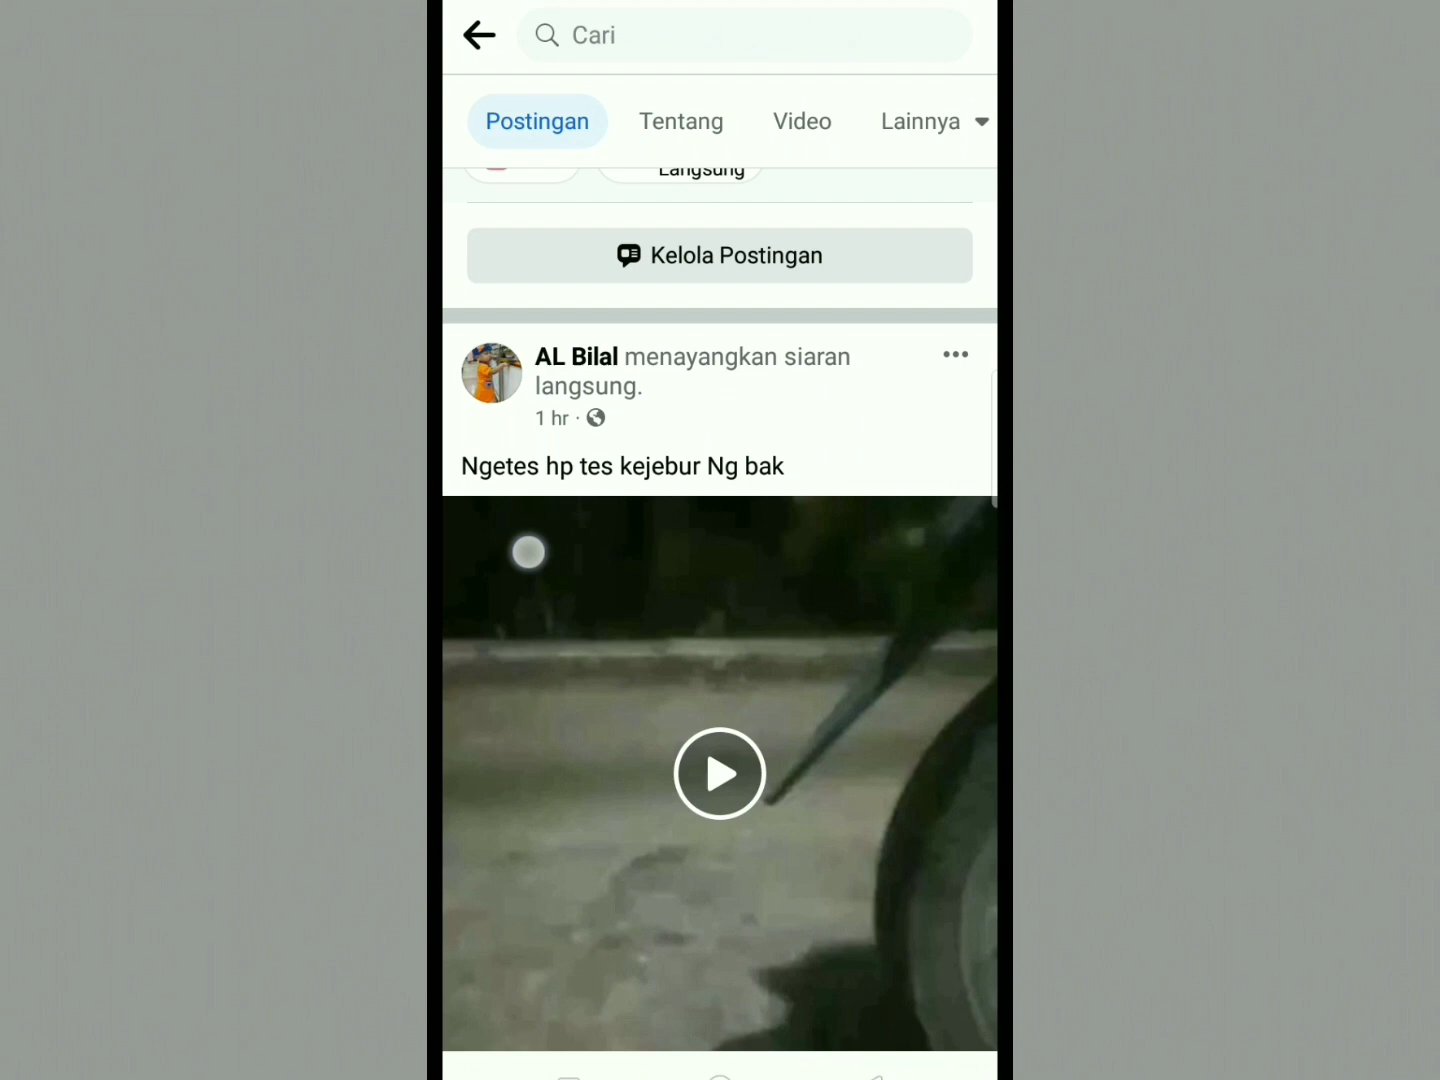 Cari
Postingan Tentang Video Lainnya
Langsung
Kelola Postingan
AL Bilal menayangkan siaran
langsung.
1 hr ·
Ngetes hp tes kejebur Ng bak